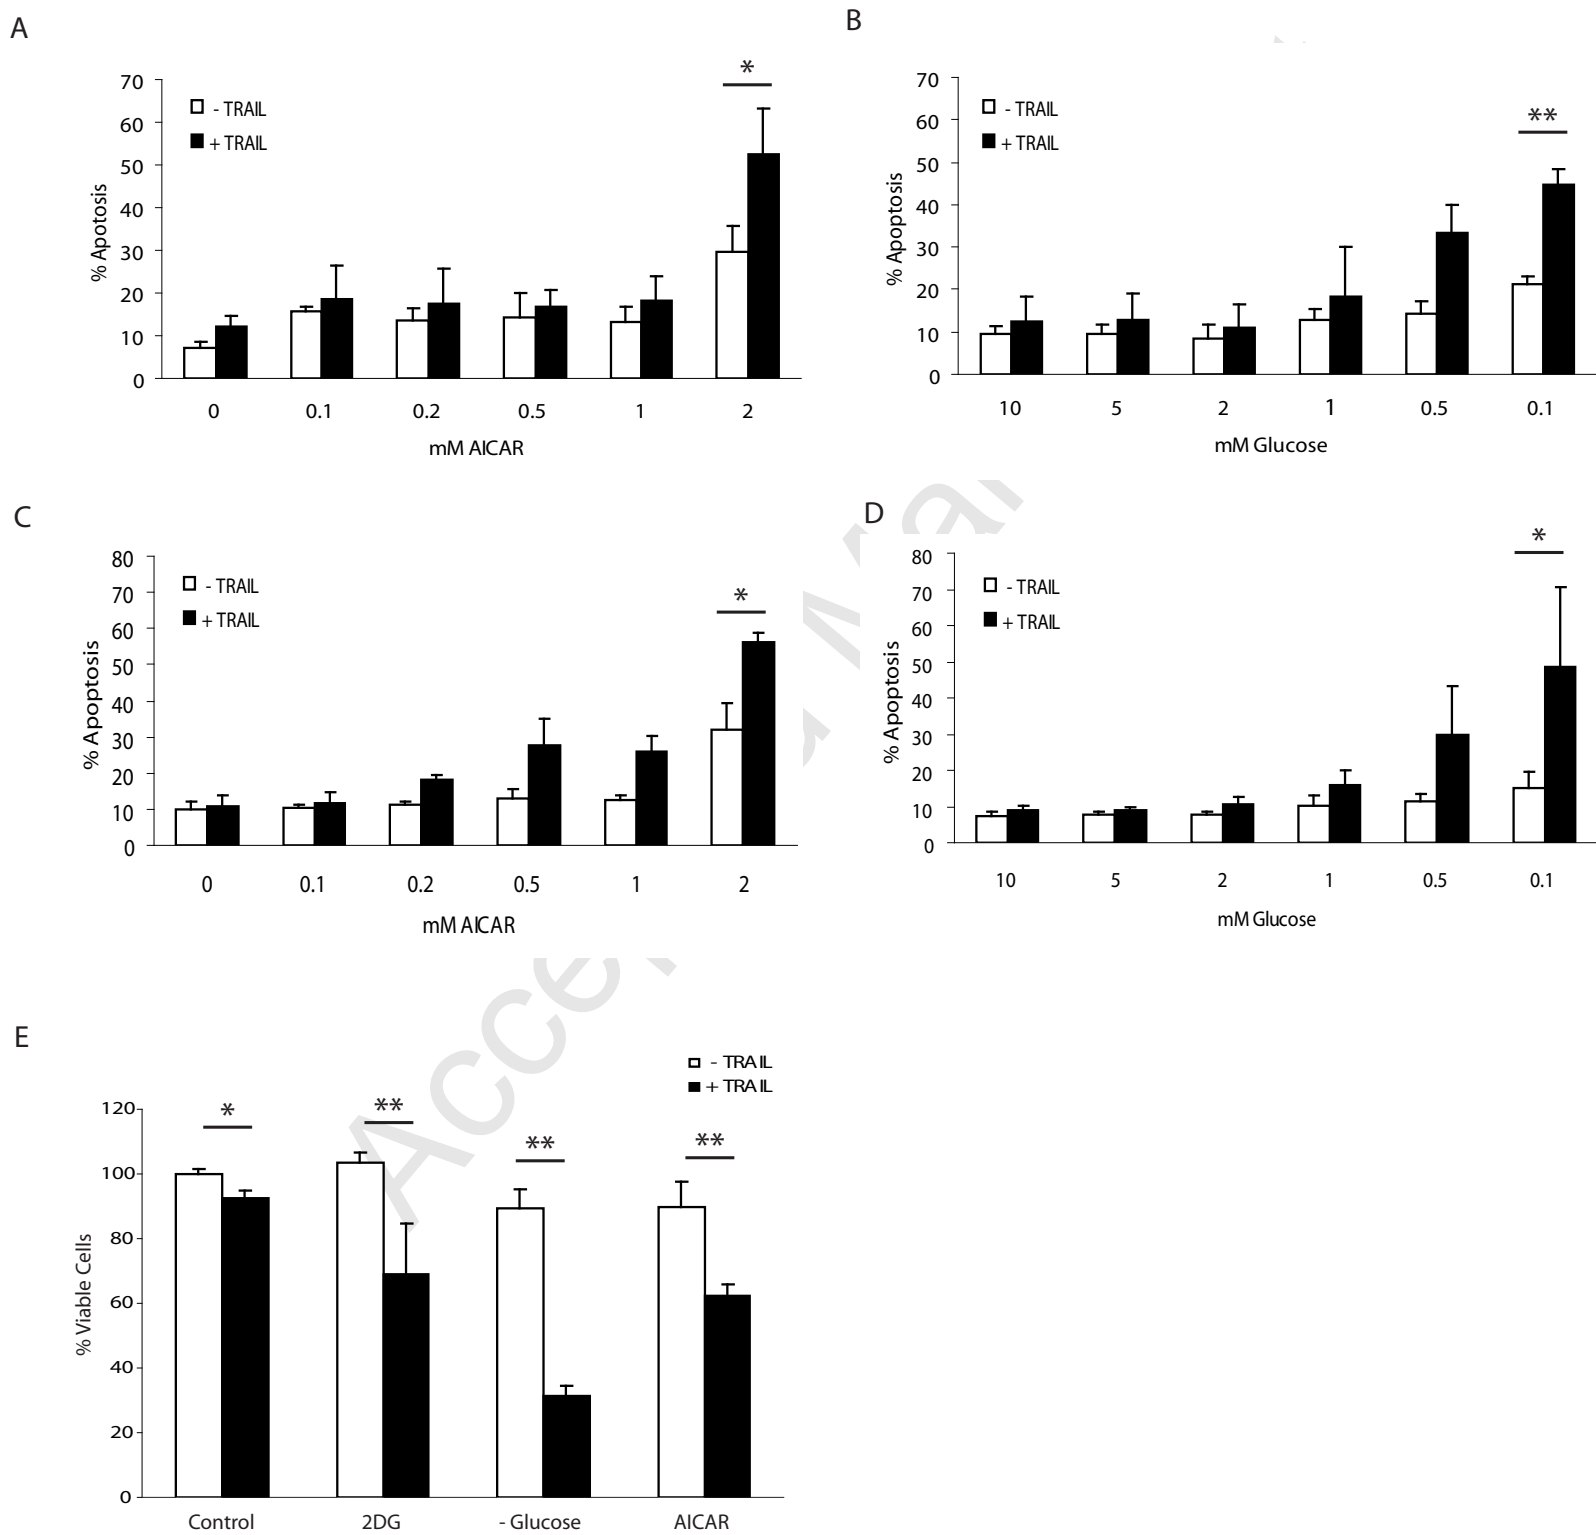 A
% Apotosis
70
60
50
40
30
20
10
0
- TRAIL
+ TRAIL
*
0 0.1 0.2 0.5 1 2
mM AICAR
B
% Apoptosis
70
60
50
40
30
20
10
0
- TRAIL
+ TRAIL
**
10 5 2 1 0.5 0.1
mM Glucose
C
% Apoptosis
80
70
60
50
40
30
20
10
0
- TRAIL
+ TRAIL
*
0 0.1 0.2 0.5 1 2
mM AICAR
D
% Apoptosis
80
70
60
50
40
30
20
10
0
- TRAIL
+ TRAIL
*
10 5 2 1 0.5 0.1
mM Glucose
E
% Viable Cells
120
100
80
60
40
20
0
- TRAIL
+ TRAIL
* ** ** **
Control 2DG - Glucose AICAR